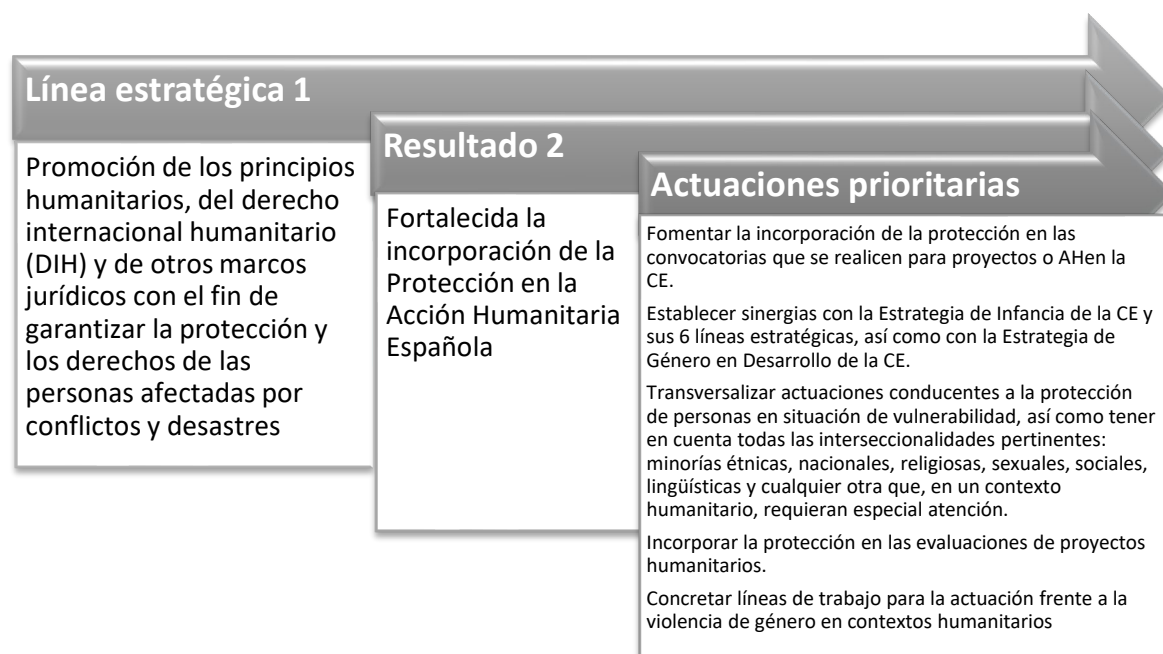 Línea estratégica 1
Promoción de los principios
humanitarios, del derecho
internacional humanitario
(DIH) y de otros marcos
jurídicos con el fin de
garantizar la protección y
los derechos de las
personas afectadas por
conflictos y desastres
Resultado 2
Fortalecida la
incorporación de la
Protección en la
Acción Humanitaria
Española
Actuaciones prioritarias
Fomentar la incorporación de la protección en las
convocatorias que se realicen para proyectos o AHen la
CE.
Establecer sinergias con la Estrategia de Infancia de la CE y
sus 6 líneas estratégicas, así como con la Estrategia de
Género en Desarrollo de la CE.
Transversalizar actuaciones conducentes a la protección
de personas en situación de vulnerabilidad, así como tener
en cuenta todas las interseccionalidades pertinentes:
minorías étnicas, nacionales, religiosas, sexuales, sociales,
lingüísticas y cualquier otra que, en un contexto
humanitario, requieran especial atención.
Incorporar la protección en las evaluaciones de proyectos
humanitarios.
Concretar líneas de trabajo para la actuación frente a la
violencia de género en contextos humanitarios